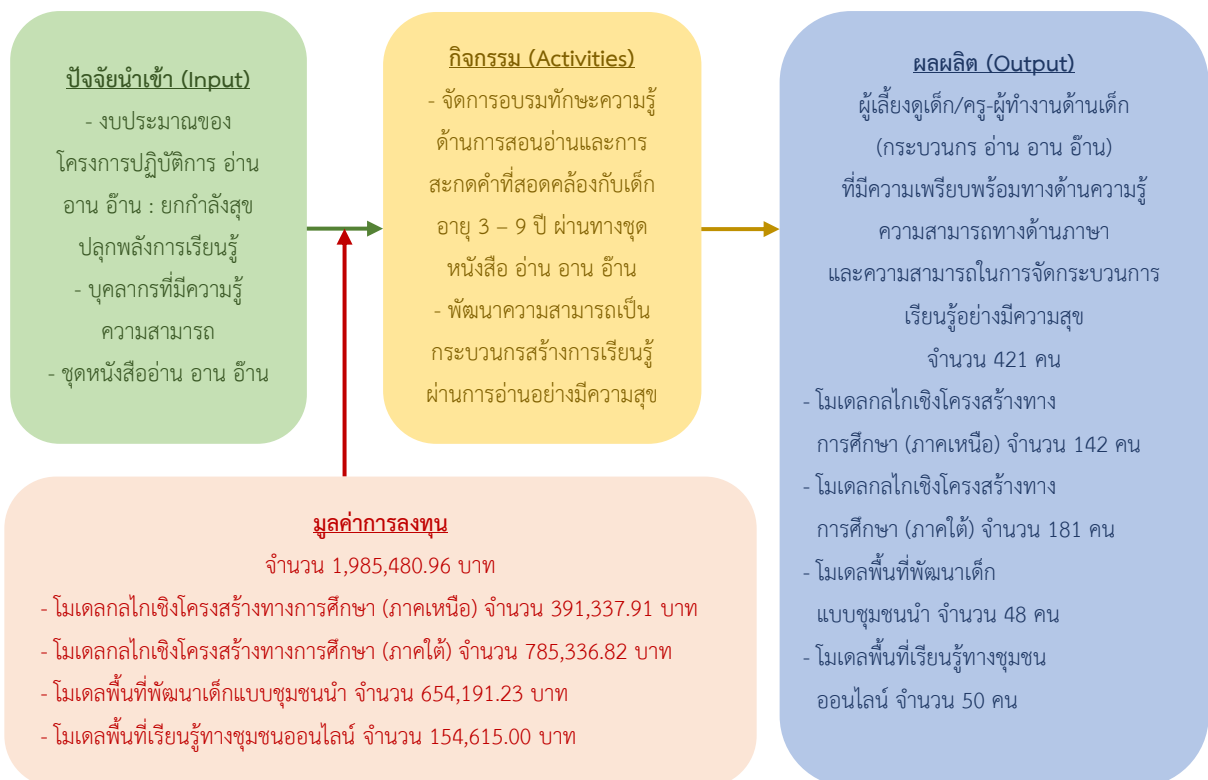 ปัจจัยนำเข้า (Input)
- งบประมาณของ
โครงการปฏิบัติการ อ่าน
อาน อ๊าน : ยกกำลังสุข
ปลุกพลังการเรียนรู้
- บุคลากรที่มีความรู้
ความสามารถ
- ชุดหนังสืออ่าน อาน อ๊าน
กิจกรรม (Activities)
- จัดการอบรมทักษะความรู้
ด้านการสอนอ่านและการ
สะกดคำที่สอดคล้องกับเด็ก
อายุ 3 – 9 ปี ผ่านทางชุด
หนังสือ อ่าน อาน อ๊าน
- พัฒนาความสามารถเป็น
กระบวนกรสร้างการเรียนรู้
ผ่านการอ่านอย่างมีความสุข
ผลผลิต (Output)
ผู้เลี้ยงดูเด็ก/ครู-ผู้ทำงานด้านเด็ก
(กระบวนกร อ่าน อาน อ๊าน)
ที่มีความเพรียบพร้อมทางด้านความรู้
ความสามารถทางด้านภาษา
และความสามารถในการจัดกระบวนการ
เรียนรู้อย่างมีความสุข
จำนวน 421 คน
- โมเดลกลไกเชิงโครงสร้างทาง
การศึกษา (ภาคเหนือ) จำนวน 142 คน
- โมเดลกลไกเชิงโครงสร้างทาง
การศึกษา (ภาคใต้) จำนวน 181 คน
- โมเดลพื้นที่พัฒนาเด็ก
แบบชุมชนนำ จำนวน 48 คน
- โมเดลพื้นที่เรียนรู้ทางชุมชน
ออนไลน์ จำนวน 50 คน
มูลค่าการลงทุน
จำนวน 1,985,480.96 บาท
- โมเดลกลไกเชิงโครงสร้างทางการศึกษา (ภาคเหนือ) จำนวน 391,337.91 บาท
- โมเดลกลไกเชิงโครงสร้างทางการศึกษา (ภาคใต้) จำนวน 785,336.82 บาท
- โมเดลพื้นที่พัฒนาเด็กแบบชุมชนนำ จำนวน 654,191.23 บาท
- โมเดลพื้นที่เรียนรู้ทางชุมชนออนไลน์ จำนวน 154,615.00 บาท